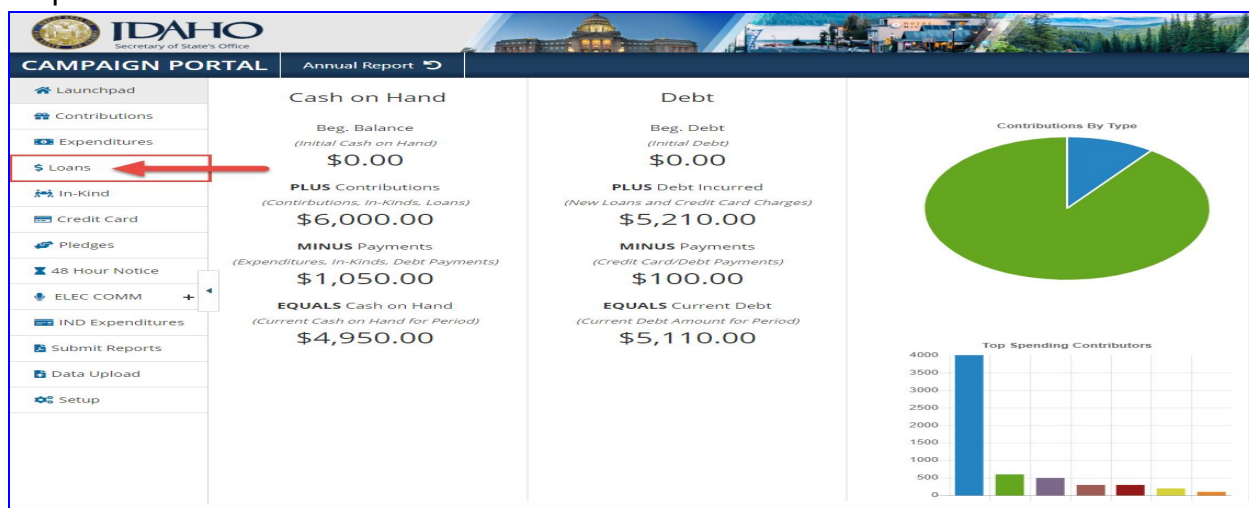 IDAHO
Secretary of State's Office
CAMPAIGN PORTAL
Annual Report
Launchpad
Contributions
Expenditures
$ Loans
In-Kind
Credit Card
Pledges
48 Hour Notice
ELEC COMM +
IND Expenditures
Submit Reports
Data Upload
Setup
Cash on Hand
Beg. Balance
(Initial Cash on Hand)
$0.00
PLUS Contributions
(Contirbutions, In-Kinds, Loans)
$6,000.00
MINUS Payments
(Expenditures, In-Kinds, Debt Payments)
$1,050.00
EQUALS Cash on Hand
(Current Cash on Hand for Period)
$4,950.00
Debt
Beg. Debt
(Initial Debt)
$0.00
PLUS Debt Incurred
(New Loans and Credit Card Charges)
$5,210.00
MINUS Payments
(Credit Card/Debt Payments)
$100.00
EQUALS Current Debt
(Current Debt Amount for Period)
$5,110.00
Contributions By Type
Top Spending Contributors
4000
3500
3000
2500
2000
1500
1000
500
0